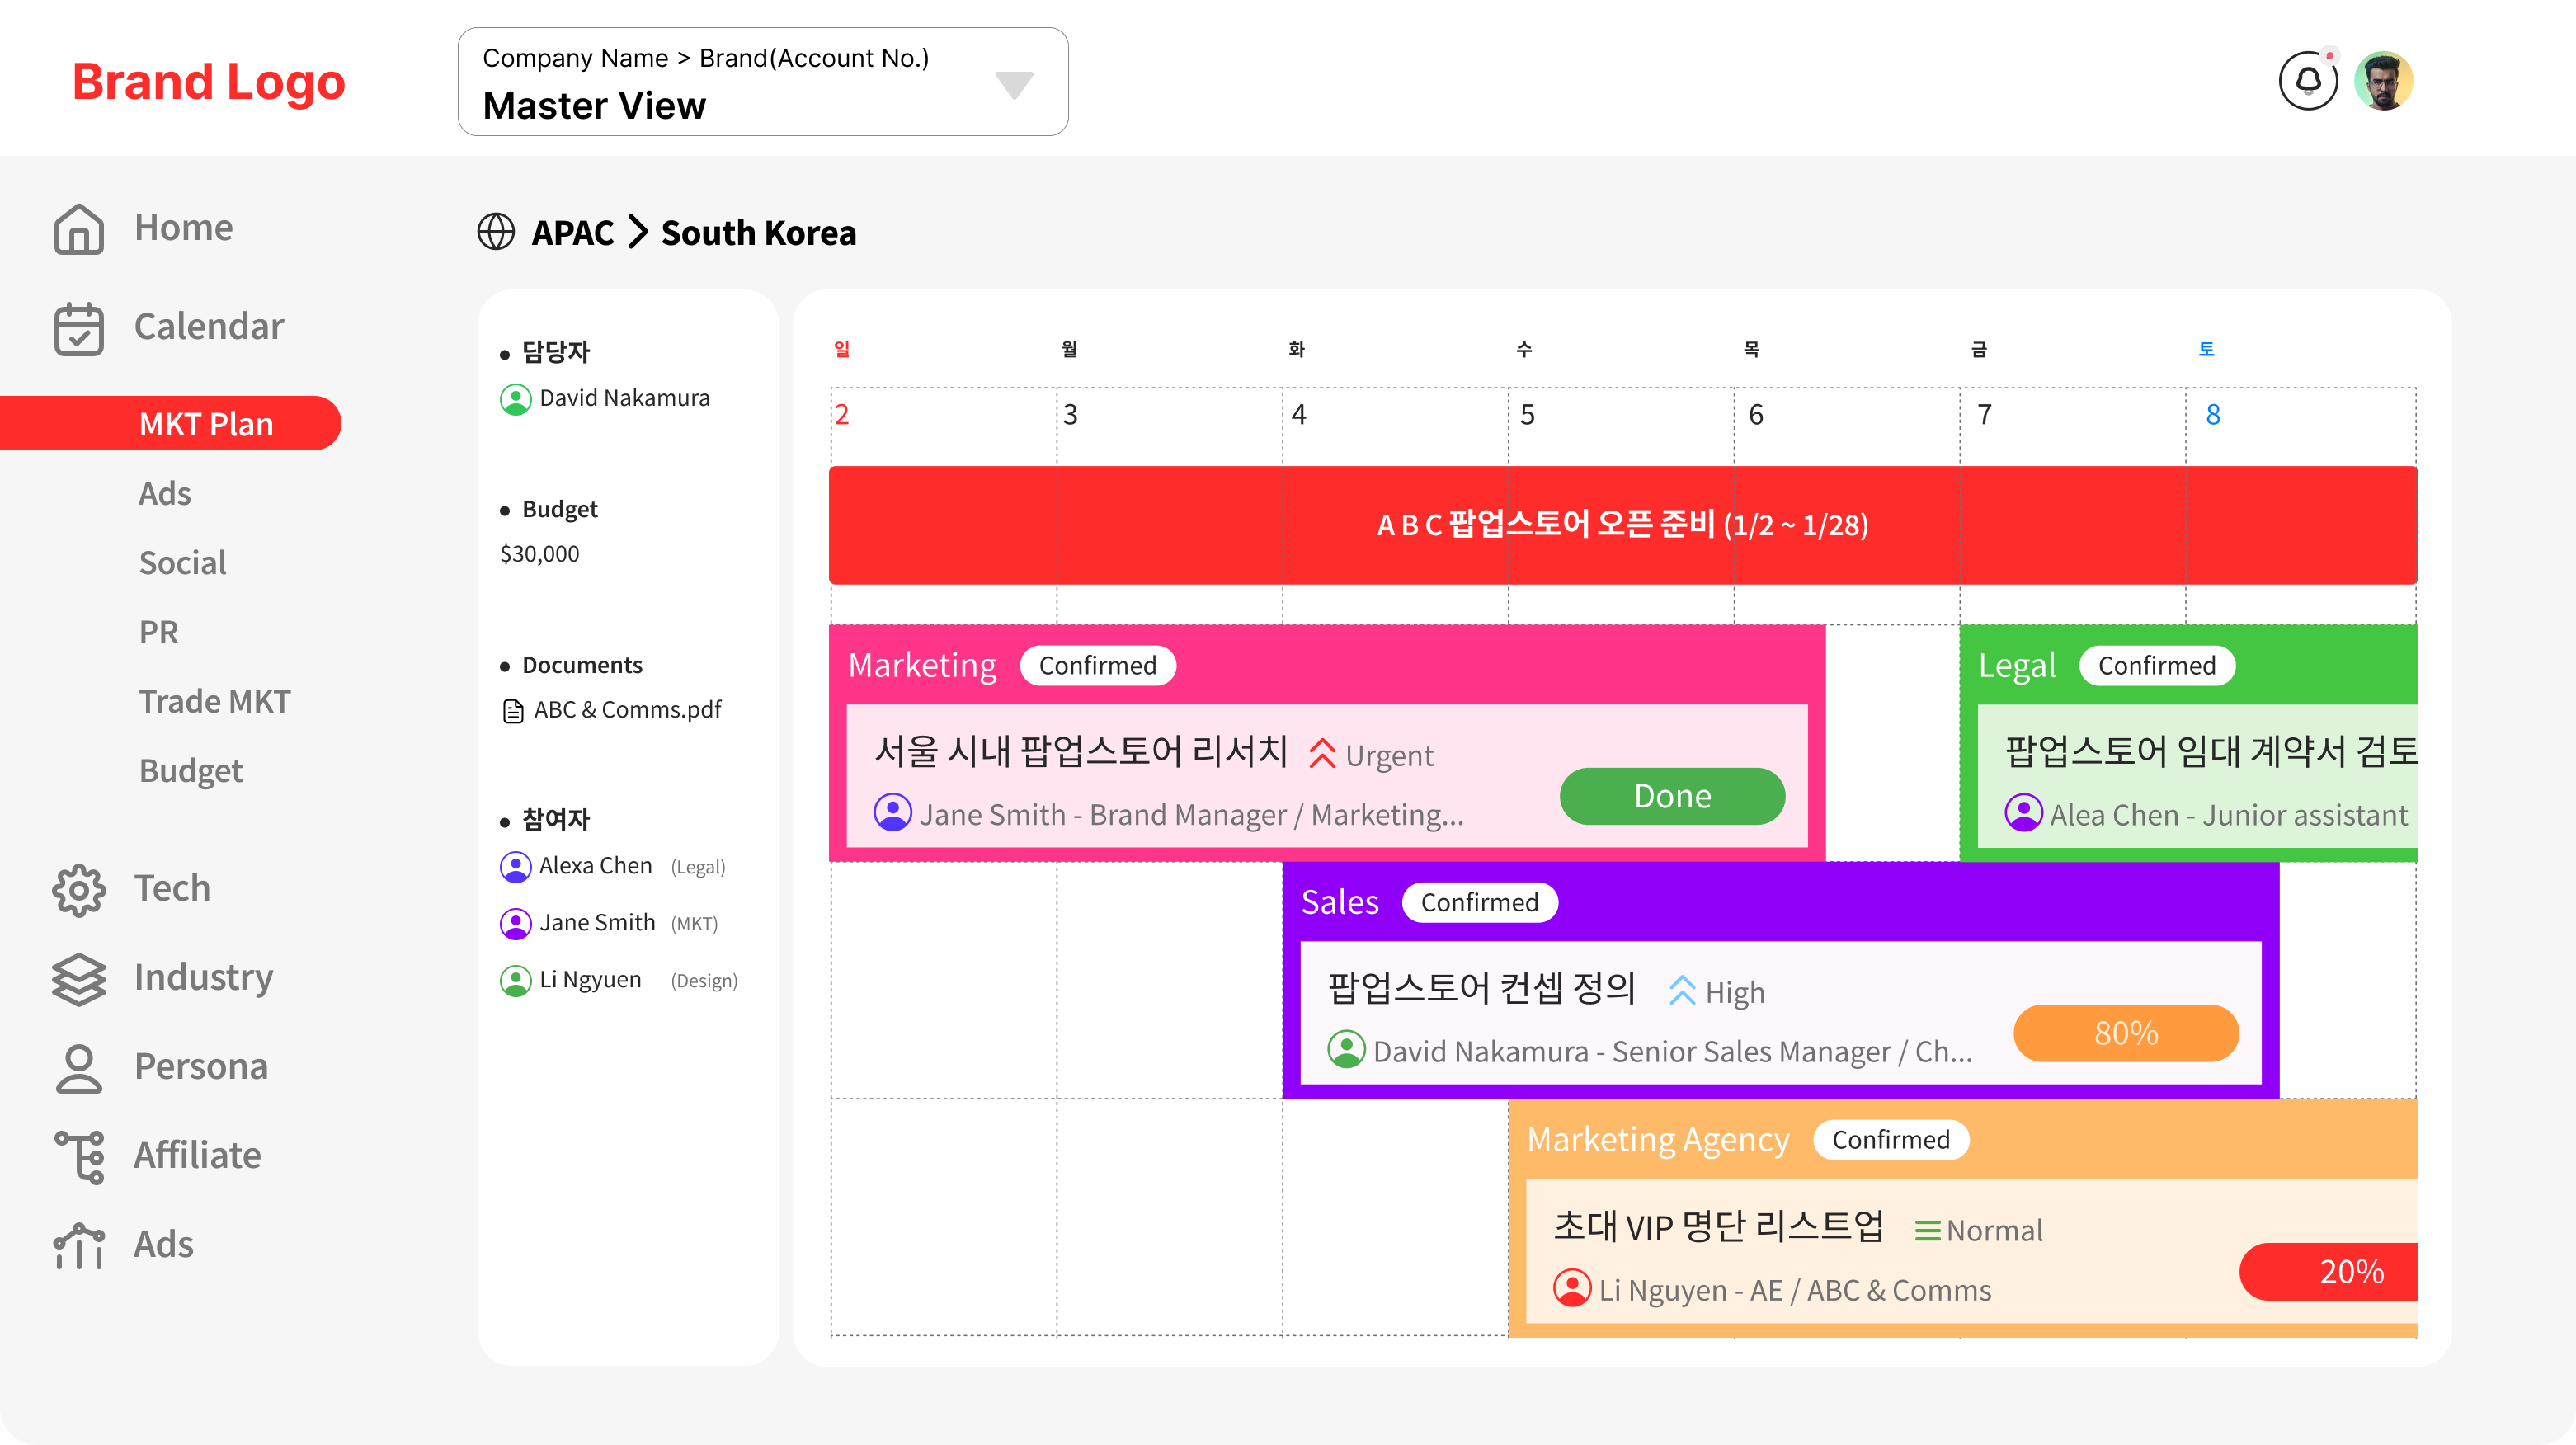 Brand Logo
Company Name > Brand(Account No.)
Master View
Home
Calendar
MKT Plan
Ads
Social
PR
Trade MKT
Budget
Tech
Industry
Persona
Affiliate
Ads
APAC > South Korea
담당자
David Nakamura
Budget
$30,000
Documents
ABC & Comms.pdf
참여자
Alexa Chen (Legal)
Jane Smith (MKT)
Li Ngyuen (Design)
일 월 화 수 목 금 토
2 3 4 5 6 7 8
A B C 팝업스토어 오픈 준비 (1/2 ~ 1/28)
Marketing Confirmed
서울 시내 팝업스토어 리서치 Urgent
Jane Smith - Brand Manager / Marketing...
Done
Legal Confirmed
팝업스토어 임대 계약서 검토
Alea Chen - Junior assistant
Sales Confirmed
팝업스토어 컨셉 정의 High
David Nakamura - Senior Sales Manager / Ch...
80%
Marketing Agency Confirmed
초대 VIP 명단 리스트업 Normal
Li Nguyen - AE / ABC & Comms
20%